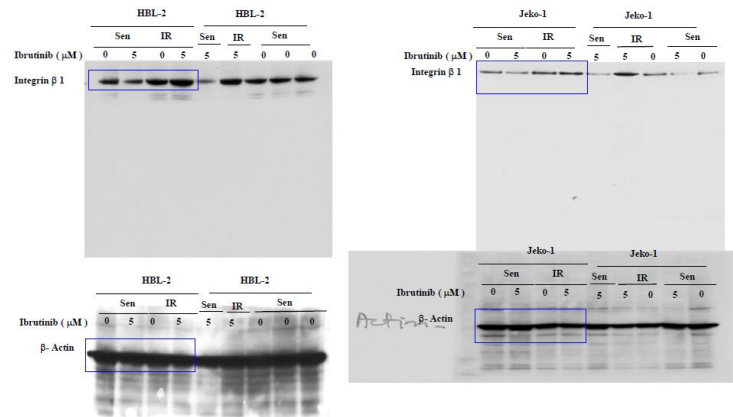 HBL-2 HBL-2
Sen IR Sen IR Sen
Ibrutinib ( μM ) 0 5 0 5 5 5 0 0 0
Integrin β 1
Jeko-1 Jeko-1
Sen IR Sen IR Sen
Ibrutinib ( μM ) 0 5 0 5 5 5 0 5 0
Integrin β 1
HBL-2 HBL-2
Sen IR Sen IR Sen
Ibrutinib ( μM ) 0 5 0 5 5 5 0 0 0
β- Actin
Jeko-1 Jeko-1
Sen IR Sen IR Sen
Ibrutinib ( μM ) 0 5 0 5 5 5 0 5 0
β- Actin
Actin